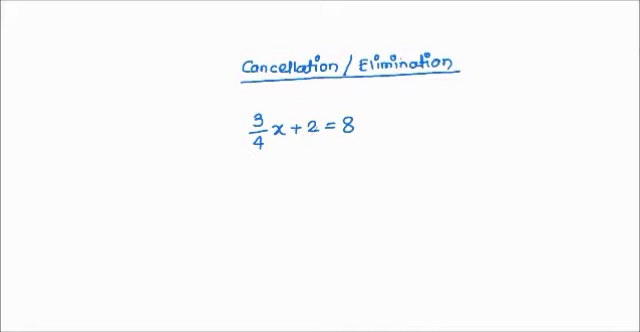 Cancellation / Elimination
3/4 x + 2 = 8